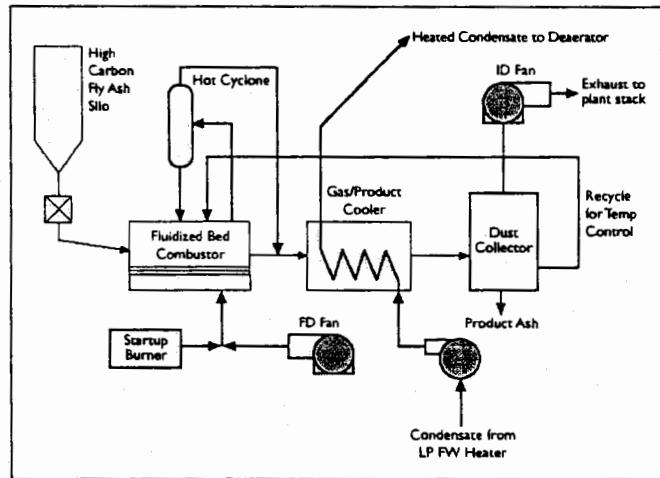 High
Carbon
Fly Ash
Silo
Hot Cyclone
Heated Condensate to Deaerator
ID Fan
Exhaust to
plant stack
Gas/Product
Cooler
Recycle
for Temp
Control
Fluidized Bed
Combustor
Dust
Collector
Product Ash
FD Fan
Startup
Burner
Condensate from
LP FW Heater